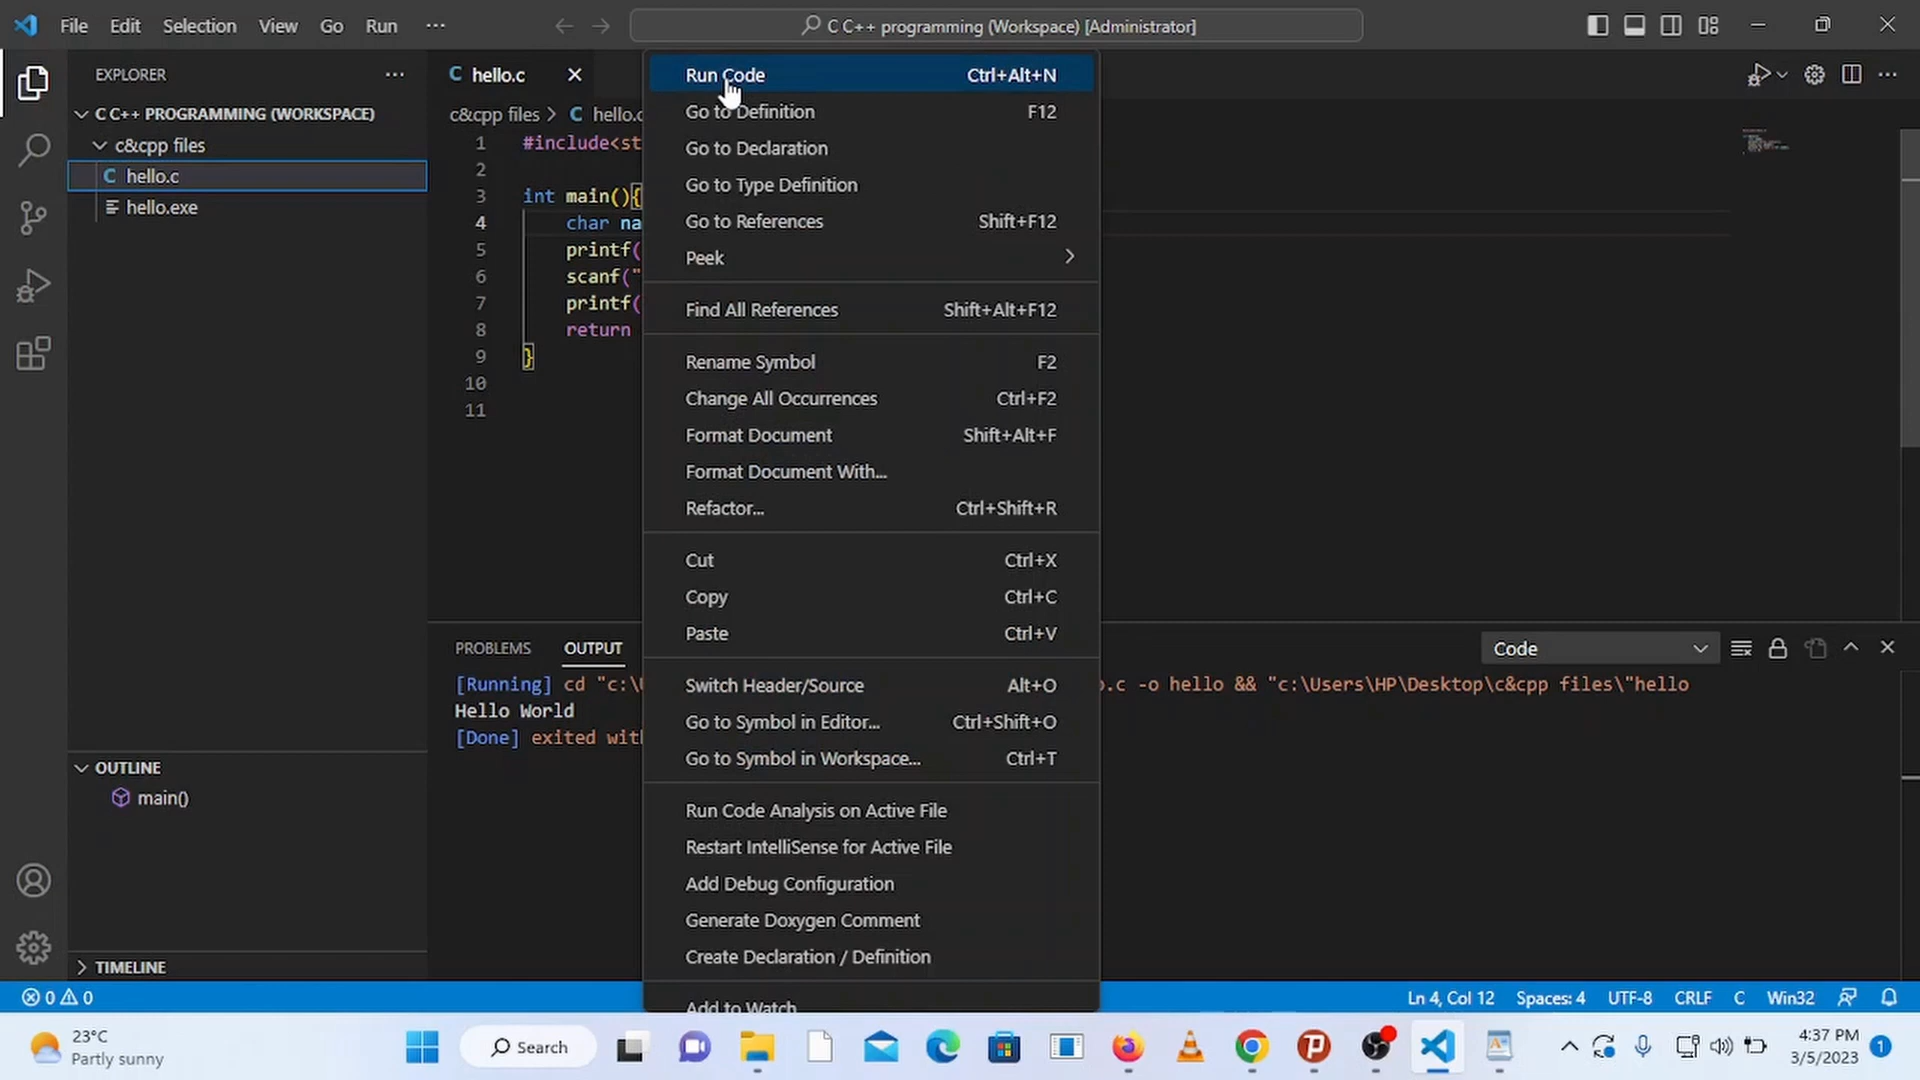 File Edit Selection View Go Run ···
C C++ programming (Workspace) [Administrator]
EXPLORER
C C++ PROGRAMMING (WORKSPACE)
c&cpp files
C hello.c
hello.exe
OUTLINE
main()
TIMELINE
C hello.c
c&cpp files > C hello.c
1 #include<st
2
3 int main(){
4 char na
5 printf(
6 scanf("
7 printf(
8 return
9 }
10
11
Run Code Ctrl+Alt+N
Go to Definition F12
Go to Declaration
Go to Type Definition
Go to References Shift+F12
Peek
Find All References Shift+Alt+F12
Rename Symbol F2
Change All Occurrences Ctrl+F2
Format Document Shift+Alt+F
Format Document With...
Refactor... Ctrl+Shift+R
Cut Ctrl+X
Copy Ctrl+C
Paste Ctrl+V
Switch Header/Source Alt+O
Go to Symbol in Editor... Ctrl+Shift+O
Go to Symbol in Workspace... Ctrl+T
Run Code Analysis on Active File
Restart IntelliSense for Active File
Add Debug Configuration
Generate Doxygen Comment
Create Declaration / Definition
Add to Watch
PROBLEMS OUTPUT
Code
[Running] cd "c:\U .c -o hello && "c:\Users\HP\Desktop\c&cpp files\"hello
Hello World
[Done] exited with
0 0
Ln 4, Col 12 Spaces: 4 UTF-8 CRLF C Win32
23°C
Partly sunny
Search
4:37 PM
3/5/2023
1